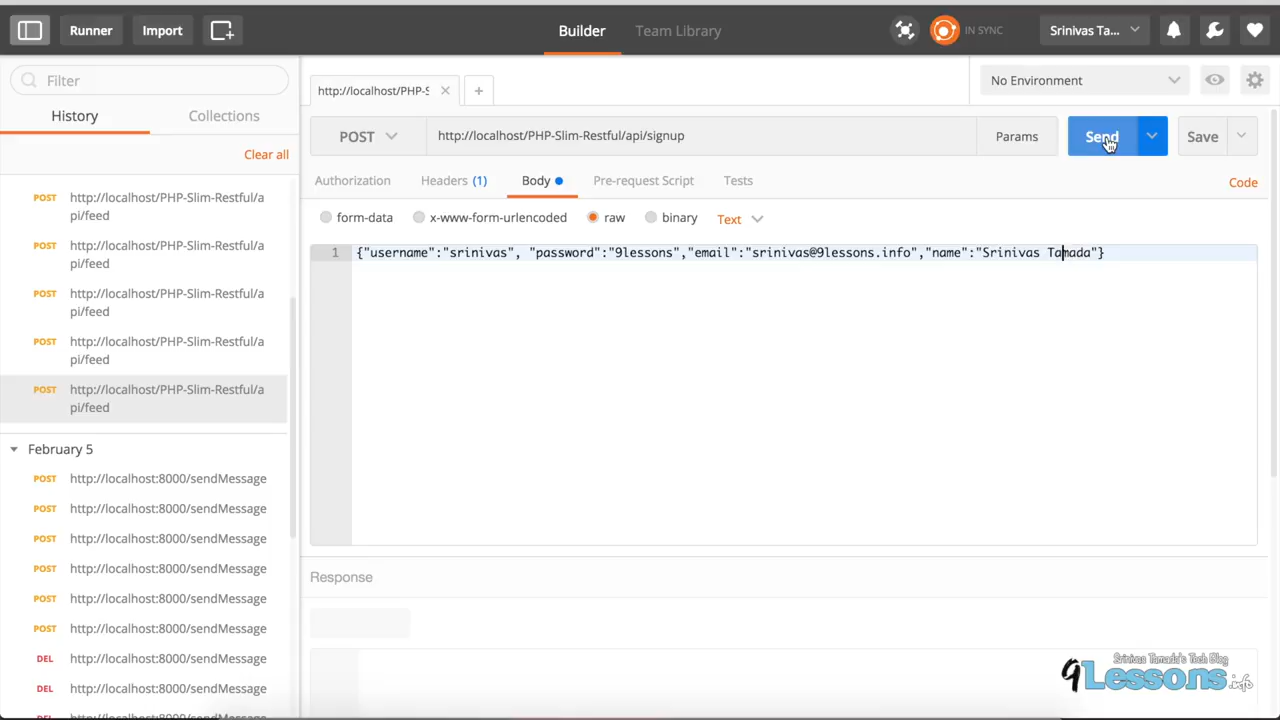 Runner
Import
Builder
Team Library
IN SYNC
Srinivas Ta...
Filter
History
Collections
Clear all
POST http://localhost/PHP-Slim-Restful/a
pi/feed
POST http://localhost/PHP-Slim-Restful/a
pi/feed
POST http://localhost/PHP-Slim-Restful/a
pi/feed
POST http://localhost/PHP-Slim-Restful/a
pi/feed
POST http://localhost/PHP-Slim-Restful/a
pi/feed
February 5
POST http://localhost:8000/sendMessage
POST http://localhost:8000/sendMessage
POST http://localhost:8000/sendMessage
POST http://localhost:8000/sendMessage
POST http://localhost:8000/sendMessage
POST http://localhost:8000/sendMessage
DEL http://localhost:8000/sendMessage
DEL http://localhost:8000/sendMessage
http://localhost/PHP-S
No Environment
POST
http://localhost/PHP-Slim-Restful/api/signup
Params
Send
Save
Authorization
Headers (1)
Body
Pre-request Script
Tests
Code
form-data
x-www-form-urlencoded
raw
binary
Text
1 {"username":"srinivas", "password":"9lessons","email":"srinivas@9lessons.info","name":"Srinivas Tamada"}
Response
Srinivas Tamada's Tech Blog
9Lessons.info